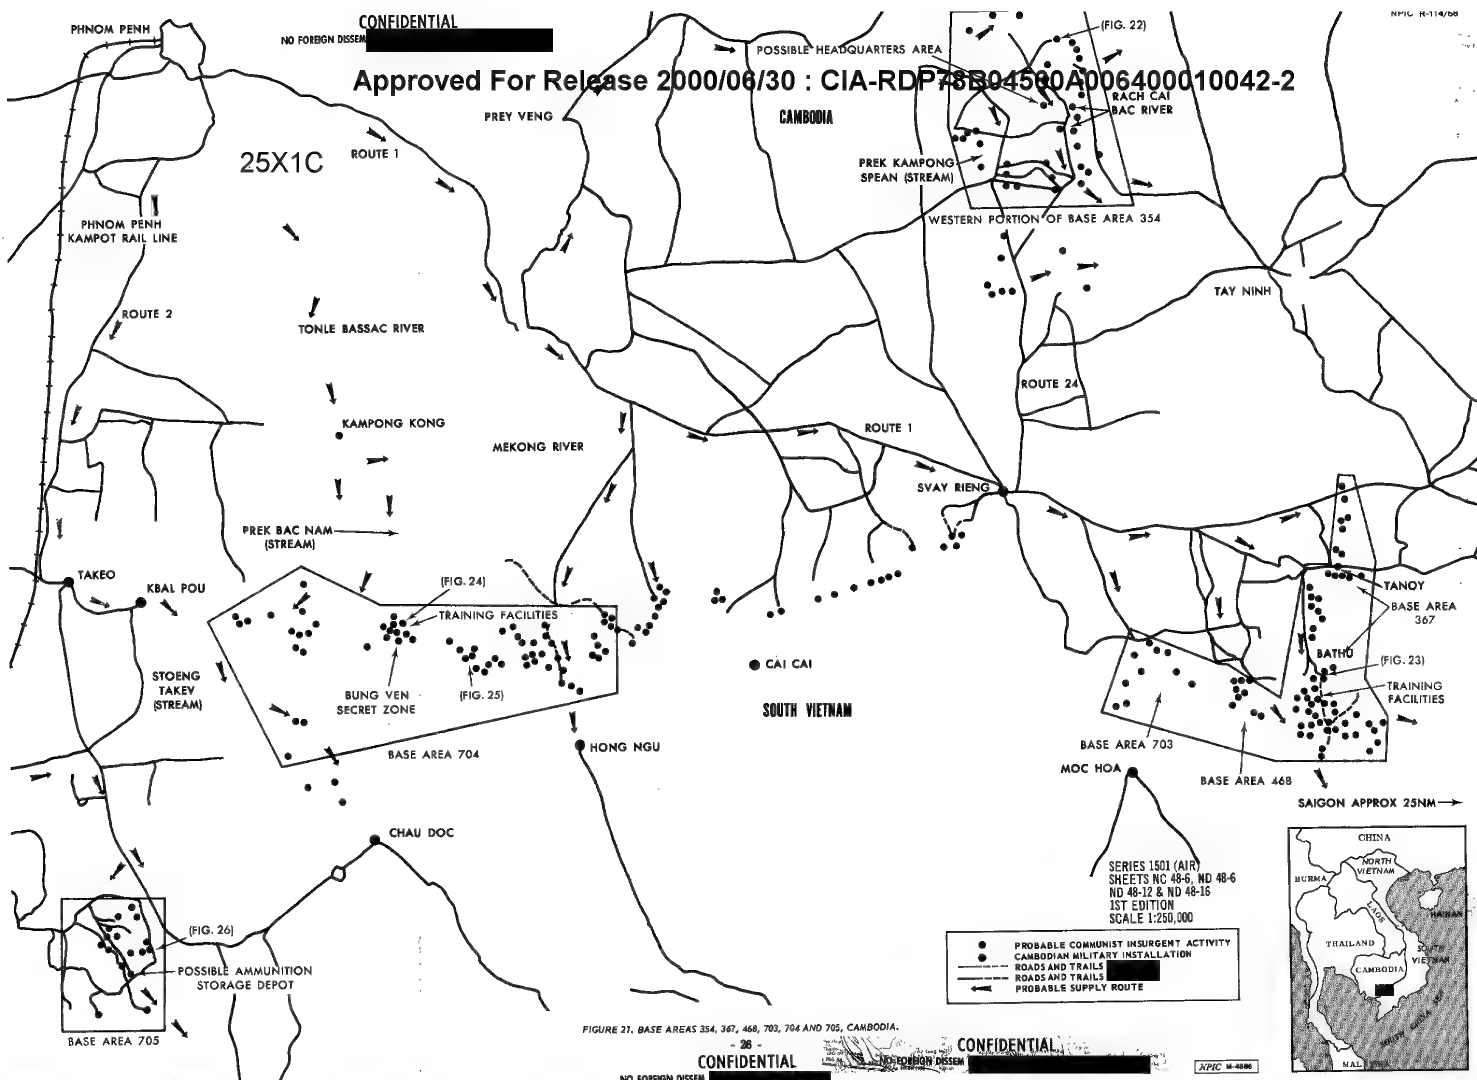 CONFIDENTIAL
NO FOREIGN DISSEM
NPIC R-114/68
Approved For Release 2000/06/30 : CIA-RDP78B04560A006400010042-2
PHNOM PENH
POSSIBLE HEADQUARTERS AREA
(FIG. 22)
RACH CAI
BAC RIVER
PREY VENG
CAMBODIA
25X1C
ROUTE 1
PREK KAMPONG
SPEAN (STREAM)
WESTERN PORTION OF BASE AREA 354
PHNOM PENH
KAMPOT RAIL LINE
TAY NINH
ROUTE 2
TONLE BASSAC RIVER
ROUTE 24
KAMPONG KONG
ROUTE 1
MEKONG RIVER
SVAY RIENG
PREK BAC NAM
(STREAM)
TAKEO
KBAL POU
(FIG. 24)
TRAINING FACILITIES
TANOY
BASE AREA
367
BATHU
(FIG. 23)
TRAINING
FACILITIES
CAI CAI
STOENG
TAKEV
(STREAM)
BUNG VEN
SECRET ZONE
(FIG. 25)
SOUTH VIETNAM
BASE AREA 704
HONG NGU
BASE AREA 703
MOC HOA
BASE AREA 468
SAIGON APPROX 25NM
CHAU DOC
SERIES 1501 (AIR)
SHEETS NC 48-6, ND 48-6
ND 48-12 & ND 48-16
1ST EDITION
SCALE 1:250,000
CHINA
NORTH
VIETNAM
BURMA
LAOS
HAINAN
THAILAND
SOUTH
VIETNAM
CAMBODIA
SOUTH CHINA SEA
(FIG. 26)
POSSIBLE AMMUNITION
STORAGE DEPOT
BASE AREA 705
PROBABLE COMMUNIST INSURGENT ACTIVITY
CAMBODIAN MILITARY INSTALLATION
ROADS AND TRAILS
ROADS AND TRAILS
PROBABLE SUPPLY ROUTE
FIGURE 21. BASE AREAS 354, 367, 468, 703, 704 AND 705, CAMBODIA.
- 26 -
CONFIDENTIAL
NO FOREIGN DISSEM
CONFIDENTIAL
NO FOREIGN DISSEM
NPIC M-4886